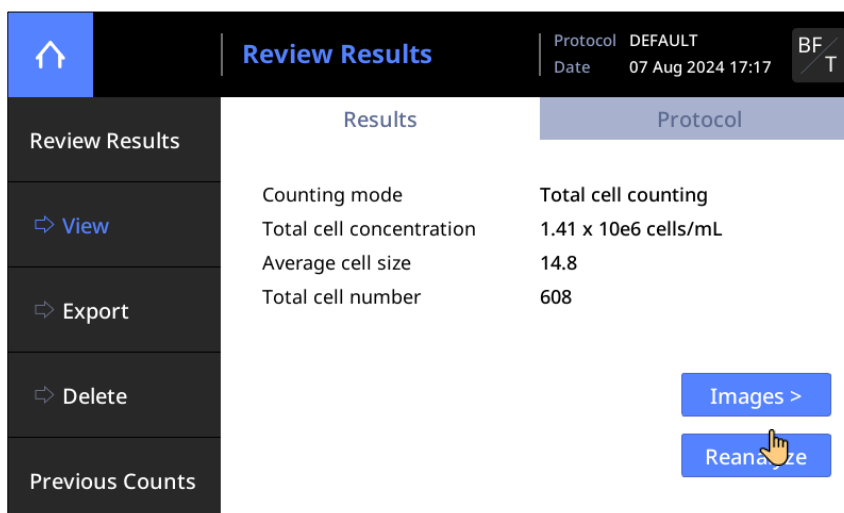 Review Results
Protocol DEFAULT
Date 07 Aug 2024 17:17
BF/T
Review Results
View
Export
Delete
Previous Counts
Results Protocol
Counting mode Total cell counting
Total cell concentration 1.41 x 10e6 cells/mL
Average cell size 14.8
Total cell number 608
Images >
Reanalyze